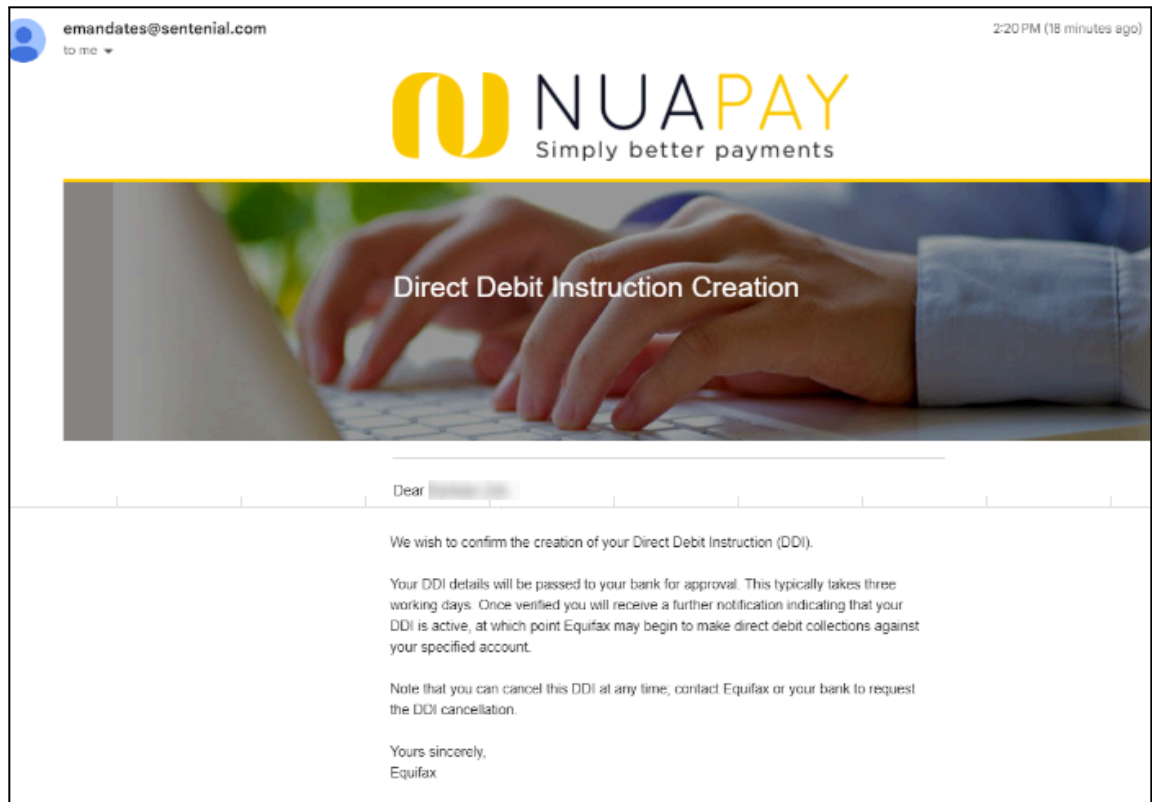 emandates@sentenial.com
2:20 PM (18 minutes ago)
to me
NUAPAY
Simply better payments
Direct Debit Instruction Creation
Dear
We wish to confirm the creation of your Direct Debit Instruction (DDI).
Your DDI details will be passed to your bank for approval. This typically takes three
working days. Once verified you will receive a further notification indicating that your
DDI is active, at which point Equifax may begin to make direct debit collections against
your specified account.
Note that you can cancel this DDI at any time; contact Equifax or your bank to request
the DDI cancellation.
Yours sincerely,
Equifax